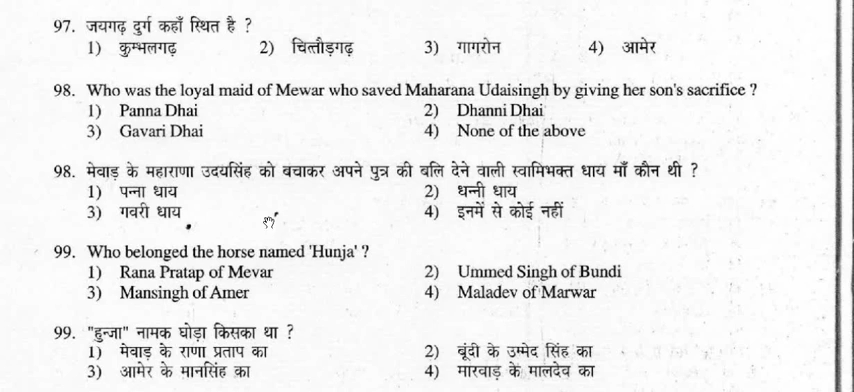 97. जयगढ़ दुर्ग कहाँ स्थित है ?
1) कुम्भलगढ़ 2) चित्तौड़गढ़ 3) गागरोन 4) आमेर
98. Who was the loyal maid of Mewar who saved Maharana Udaisingh by giving her son's sacrifice ?
1) Panna Dhai 2) Dhanni Dhai
3) Gavari Dhai 4) None of the above
98. मेवाड़ के महाराणा उदयसिंह को बचाकर अपने पुत्र की बलि देने वाली स्वामिभक्त धाय माँ कौन थी ?
1) पन्ना धाय 2) धन्नी धाय
3) गवरी धाय 4) इनमें से कोई नहीं
99. Who belonged the horse named 'Hunja' ?
1) Rana Pratap of Mevar 2) Ummed Singh of Bundi
3) Mansingh of Amer 4) Maladev of Marwar
99. "हुन्जा" नामक घोड़ा किसका था ?
1) मेवाड़ के राणा प्रताप का 2) बूंदी के उम्मेद सिंह का
3) आमेर के मानसिंह का 4) मारवाड़ के मालदेव का